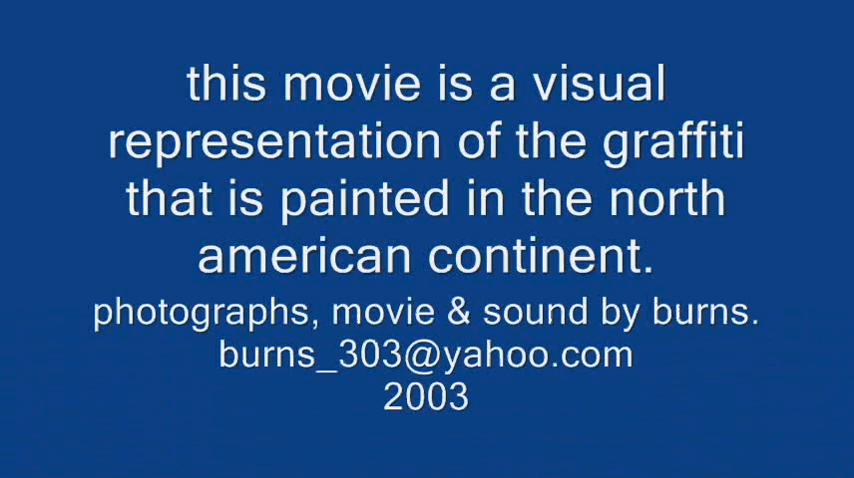 this movie is a visual
representation of the graffiti
that is painted in the north
american continent.
photographs, movie & sound by burns.
burns_303@yahoo.com
2003